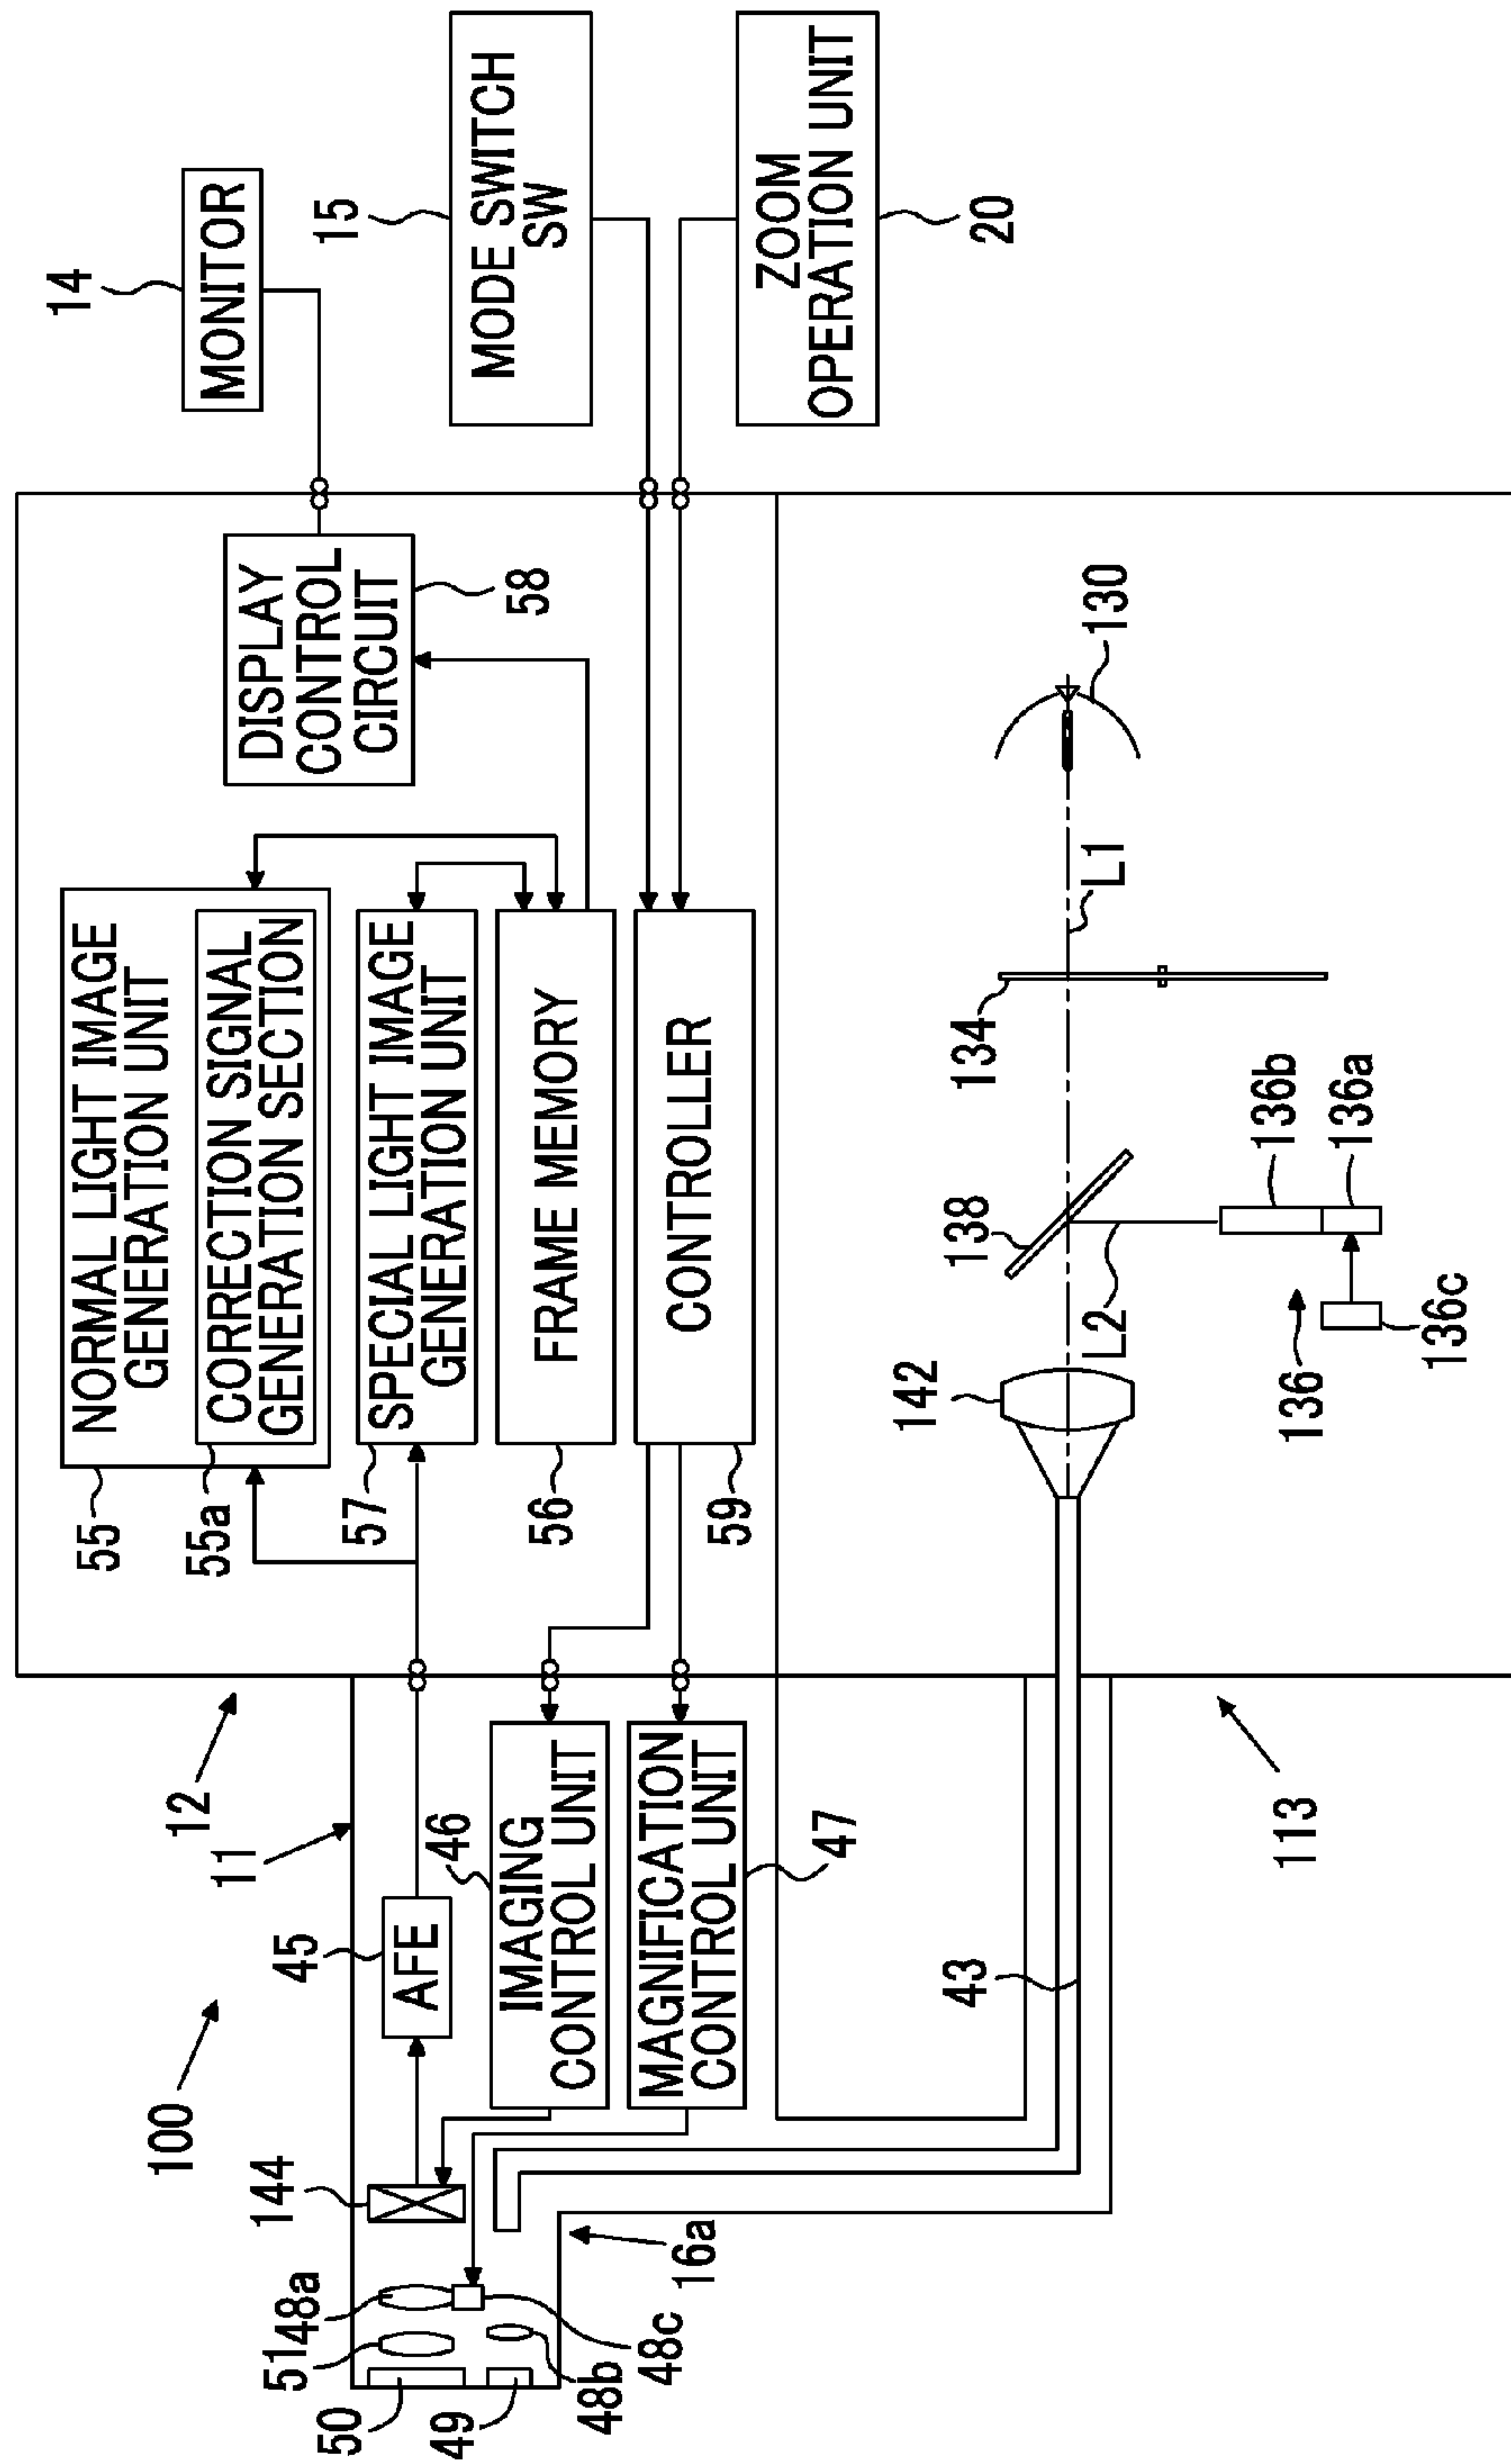 100
12
11
14
MONITOR
15
MODE SWITCH
SW
ZOOM
OPERATION UNIT
20
DISPLAY
CONTROL
CIRCUIT
58
NORMAL LIGHT IMAGE
GENERATION UNIT
CORRECTION SIGNAL
GENERATION SECTION
55
55a
SPECIAL LIGHT IMAGE
GENERATION UNIT
57
FRAME MEMORY
56
CONTROLLER
59
45
AFE
46
IMAGING
CONTROL UNIT
MAGNIFICATION
CONTROL UNIT
47
144
48a
51
50
49
48b
48c
16a
43
113
142
138
134
L1
L2
130
136b
136a
136
136c